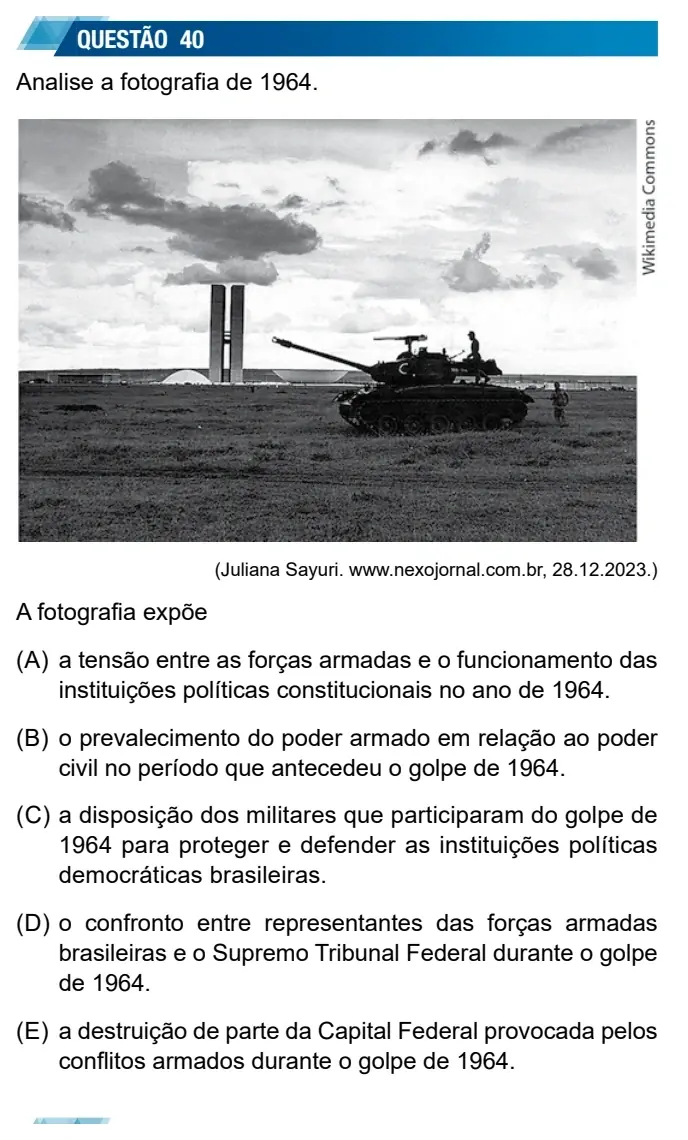 QUESTÃO 40
Analise a fotografia de 1964.
Wikimedia Commons
(Juliana Sayuri. www.nexojornal.com.br, 28.12.2023.)
A fotografia expõe
(A) a tensão entre as forças armadas e o funcionamento das
instituições políticas constitucionais no ano de 1964.
(B) o prevalecimento do poder armado em relação ao poder
civil no período que antecedeu o golpe de 1964.
(C) a disposição dos militares que participaram do golpe de
1964 para proteger e defender as instituições políticas
democráticas brasileiras.
(D) o confronto entre representantes das forças armadas
brasileiras e o Supremo Tribunal Federal durante o golpe
de 1964.
(E) a destruição de parte da Capital Federal provocada pelos
conflitos armados durante o golpe de 1964.